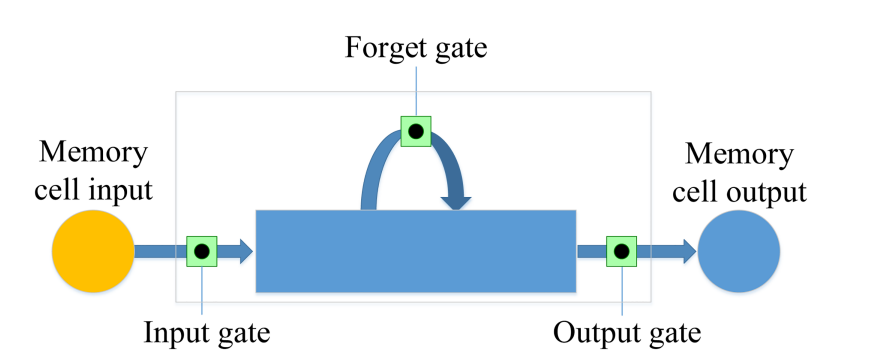 Forget gate
Memory
cell input
Memory
cell output
Input gate
Output gate